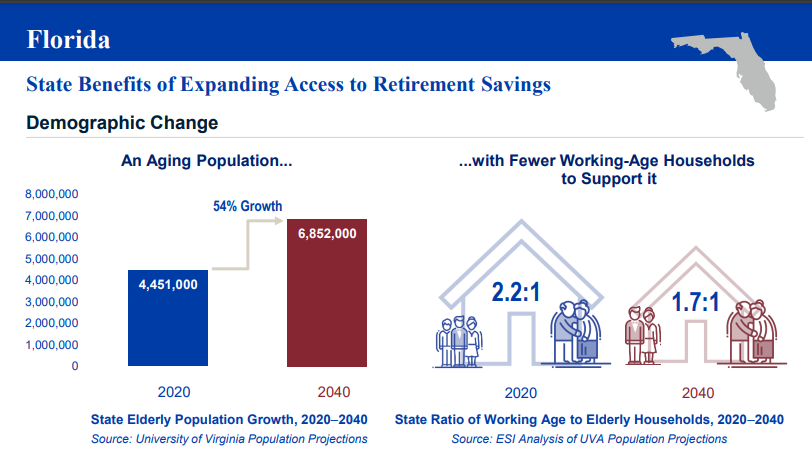 Florida
State Benefits of Expanding Access to Retirement Savings
Demographic Change
An Aging Population...
8,000,000
7,000,000
6,000,000
5,000,000
4,000,000
3,000,000
2,000,000
1,000,000
0
54% Growth
4,451,000
6,852,000
2020
2040
State Elderly Population Growth, 2020–2040
Source: University of Virginia Population Projections
...with Fewer Working-Age Households
to Support it
2.2:1
1.7:1
2020
2040
State Ratio of Working Age to Elderly Households, 2020–2040
Source: ESI Analysis of UVA Population Projections